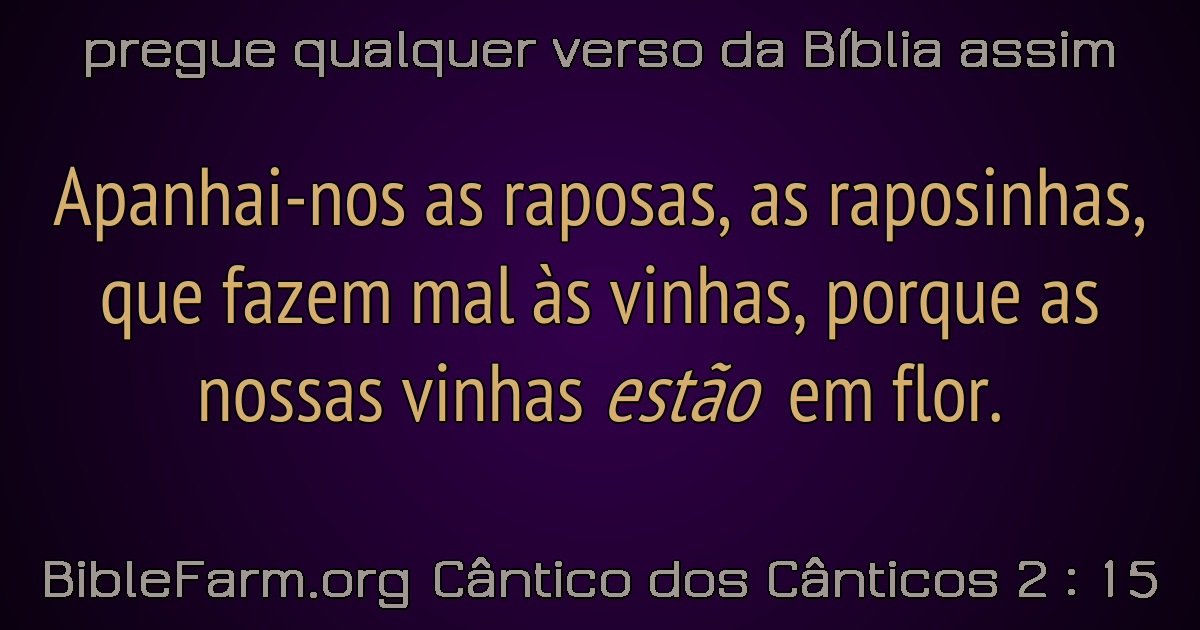 pregue qualquer verso da Bíblia assim
Apanhai-nos as raposas, as raposinhas,
que fazem mal às vinhas, porque as
nossas vinhas estão em flor.
BibleFarm.org Cântico dos Cânticos 2 : 15